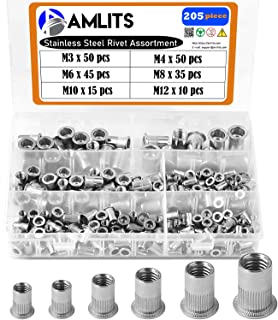 AMLITS
205 piece
Stainless Steel Rivet Assortment
M3 x 50 pcs
M4 x 50 pcs
M6 x 45 pcs
M8 x 35 pcs
M10 x 15 pcs
M12 x 10 pcs